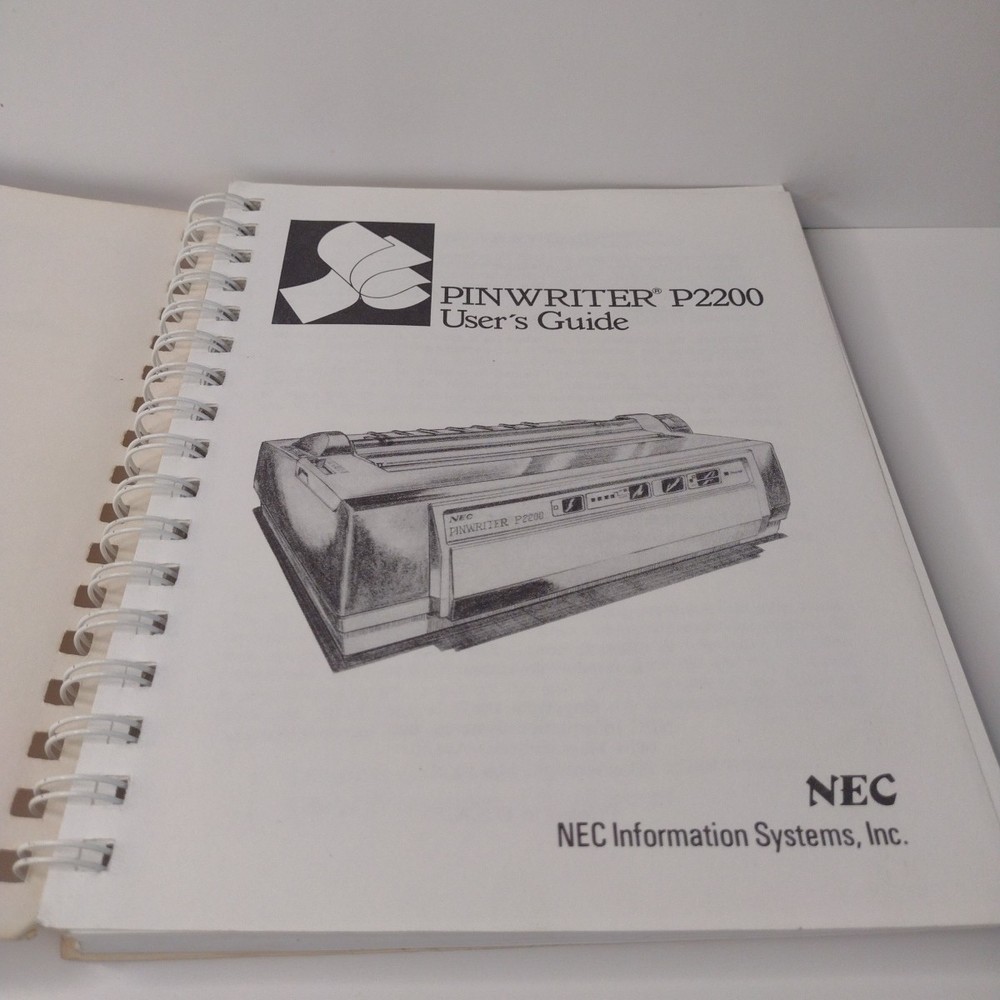 PINWRITER® P2200
User's Guide
NEC
PINWRITER P2200
NEC
NEC Information Systems, Inc.